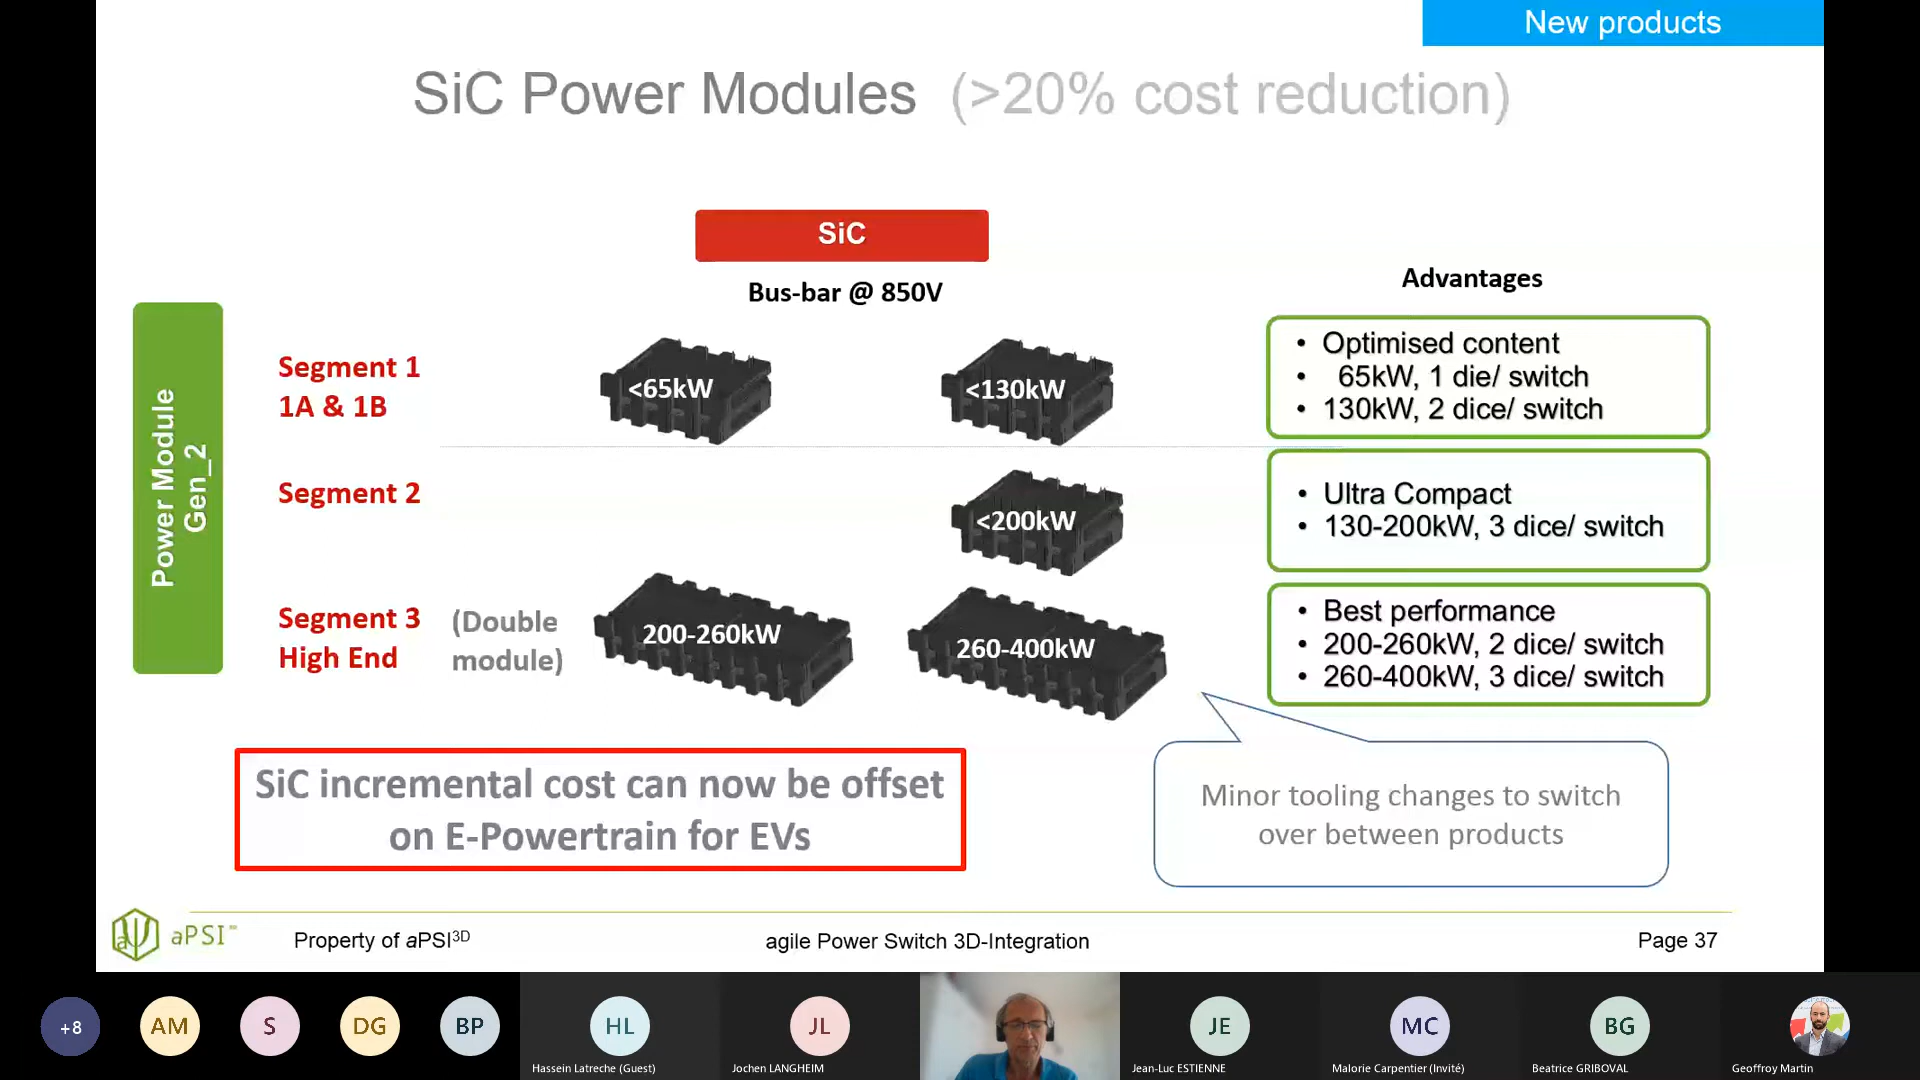 New products
SiC Power Modules (>20% cost reduction)
SiC
Bus-bar @ 850V
Advantages
Power Module
Gen_2
Segment 1
1A & 1B
<65kW
<130kW
• Optimised content
• 65kW, 1 die/ switch
• 130kW, 2 dice/ switch
Segment 2
<200kW
• Ultra Compact
• 130-200kW, 3 dice/ switch
Segment 3
High End
(Double
module)
200-260kW
260-400kW
• Best performance
• 200-260kW, 2 dice/ switch
• 260-400kW, 3 dice/ switch
SiC incremental cost can now be offset
on E-Powertrain for EVs
Minor tooling changes to switch
over between products
aPSI™
Property of aPSI3D
agile Power Switch 3D-Integration
Page 37
+8
AM
S
DG
BP
HL
JL
JE
MC
BG
Hassein Latreche (Guest)
Jochen LANGHEIM
Jean-Luc ESTIENNE
Malorie Carpentier (Invité)
Beatrice GRIBOVAL
Geoffroy Martin